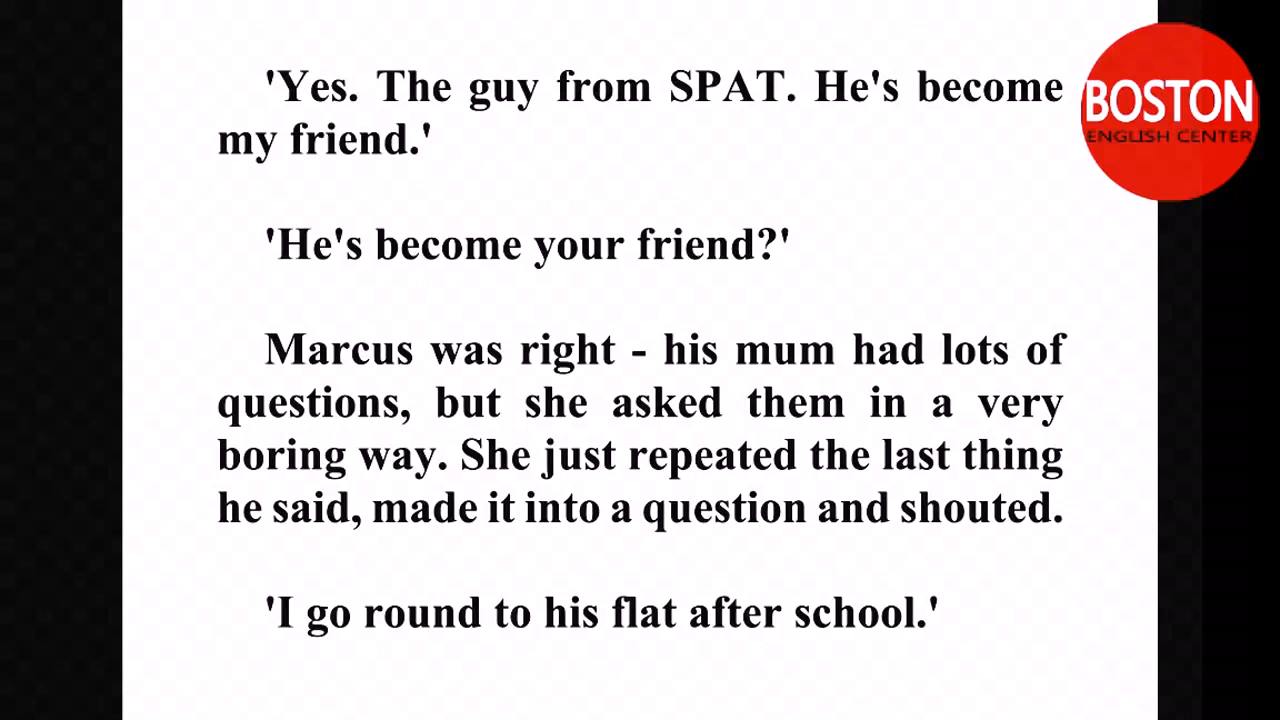 'Yes. The guy from SPAT. He's become
my friend.'
'He's become your friend?'
Marcus was right - his mum had lots of
questions, but she asked them in a very
boring way. She just repeated the last thing
he said, made it into a question and shouted.
'I go round to his flat after school.'
BOSTON
ENGLISH CENTER